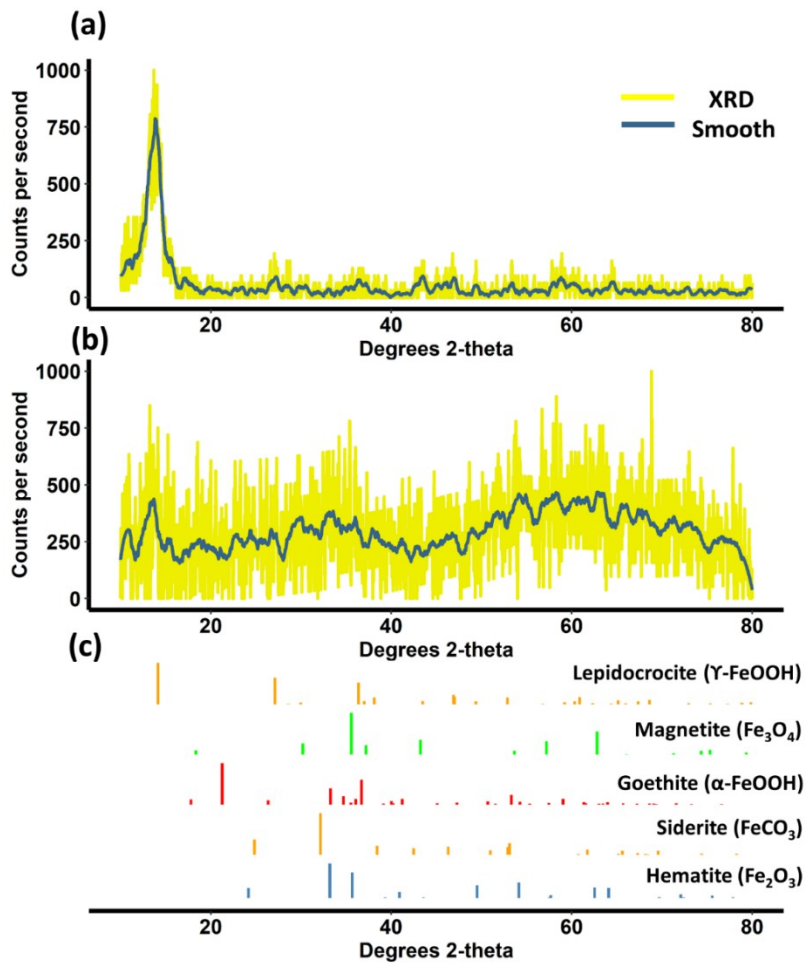 (a)
Counts per second
1000
750
500
250
0
XRD
Smooth
20 40 60 80
Degrees 2-theta
(b)
Counts per second
1000
750
500
250
0
20 40 60 80
Degrees 2-theta
(c)
Lepidocrocite (ϒ-FeOOH)
Magnetite (Fe₃O₄)
Goethite (α-FeOOH)
Siderite (FeCO₃)
Hematite (Fe₂O₃)
20 40 60 80
Degrees 2-theta